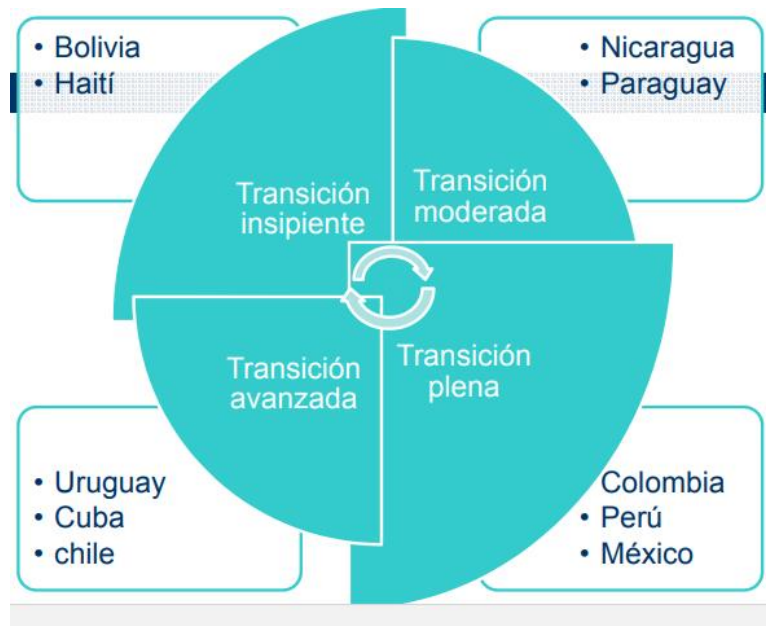 • Bolivia
• Haití
• Nicaragua
• Paraguay
Transición
insipiente
Transición
moderada
Transición
avanzada
Transición
plena
• Uruguay
• Cuba
• chile
Colombia
• Perú
• México